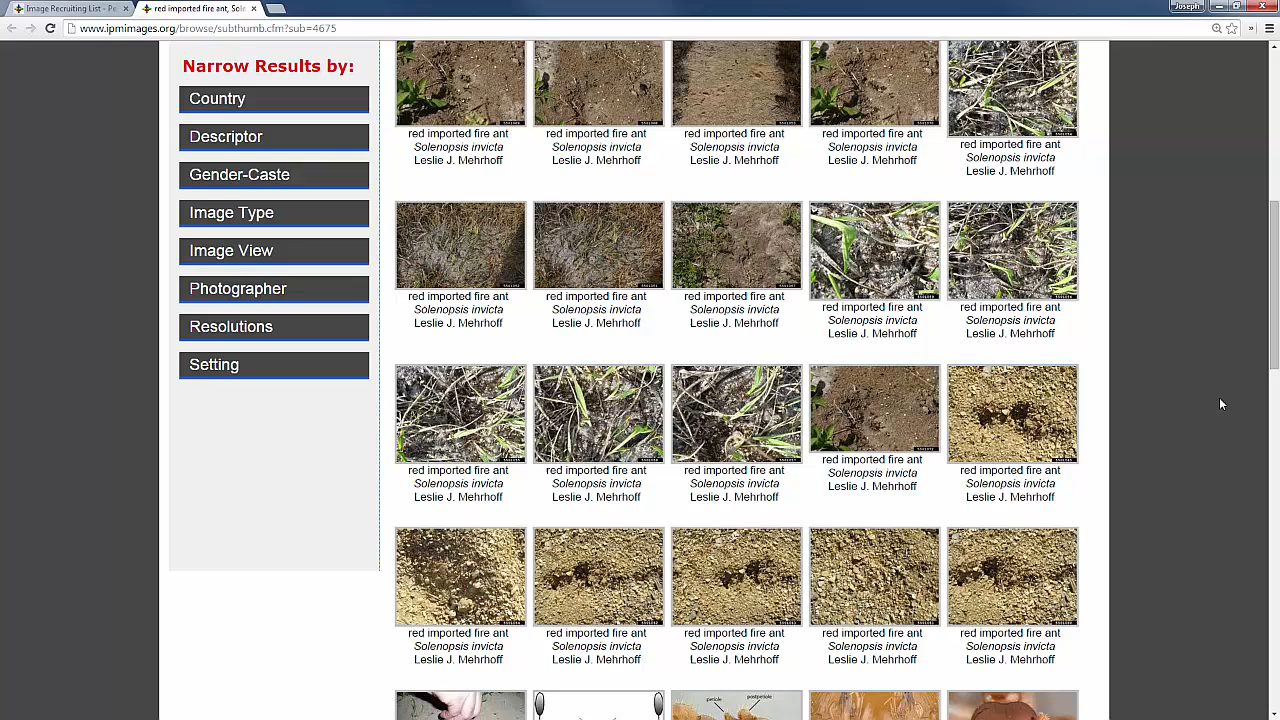 Image Recruiting List - Pe
red imported fire ant, Sole
Joseph
www.ipmimages.org/browse/subthumb.cfm?sub=4675
Narrow Results by:
Country
Descriptor
Gender-Caste
Image Type
Image View
Photographer
Resolutions
Setting
red imported fire ant
Solenopsis invicta
Leslie J. Mehrhoff
red imported fire ant
Solenopsis invicta
Leslie J. Mehrhoff
red imported fire ant
Solenopsis invicta
Leslie J. Mehrhoff
red imported fire ant
Solenopsis invicta
Leslie J. Mehrhoff
red imported fire ant
Solenopsis invicta
Leslie J. Mehrhoff
red imported fire ant
Solenopsis invicta
Leslie J. Mehrhoff
red imported fire ant
Solenopsis invicta
Leslie J. Mehrhoff
red imported fire ant
Solenopsis invicta
Leslie J. Mehrhoff
red imported fire ant
Solenopsis invicta
Leslie J. Mehrhoff
red imported fire ant
Solenopsis invicta
Leslie J. Mehrhoff
red imported fire ant
Solenopsis invicta
Leslie J. Mehrhoff
red imported fire ant
Solenopsis invicta
Leslie J. Mehrhoff
red imported fire ant
Solenopsis invicta
Leslie J. Mehrhoff
red imported fire ant
Solenopsis invicta
Leslie J. Mehrhoff
red imported fire ant
Solenopsis invicta
Leslie J. Mehrhoff
red imported fire ant
Solenopsis invicta
Leslie J. Mehrhoff
red imported fire ant
Solenopsis invicta
Leslie J. Mehrhoff
red imported fire ant
Solenopsis invicta
Leslie J. Mehrhoff
red imported fire ant
Solenopsis invicta
Leslie J. Mehrhoff
red imported fire ant
Solenopsis invicta
Leslie J. Mehrhoff
petiole
postpetiole